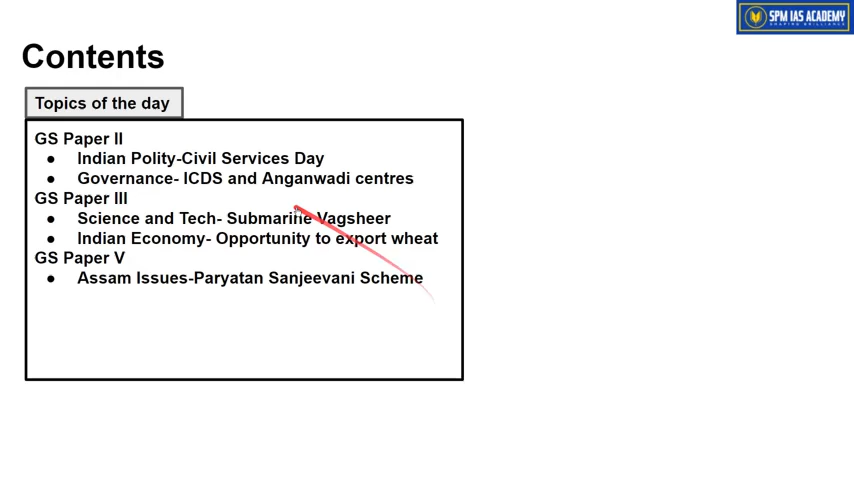 SPM IAS ACADEMY
SHAPING BRILLIANCE
Contents
Topics of the day
GS Paper II
● Indian Polity-Civil Services Day
● Governance- ICDS and Anganwadi centres
GS Paper III
● Science and Tech- Submarine Vagsheer
● Indian Economy- Opportunity to export wheat
GS Paper V
● Assam Issues-Paryatan Sanjeevani Scheme